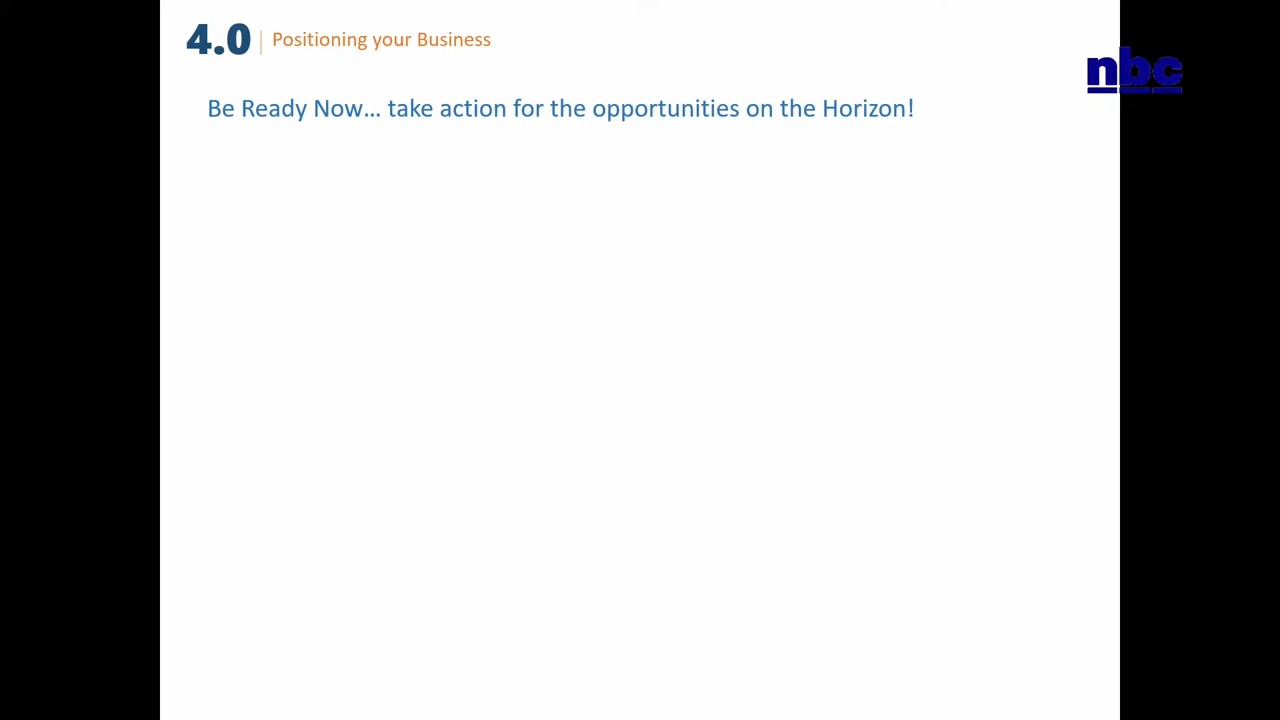 4.0 | Positioning your Business
nbc
Be Ready Now... take action for the opportunities on the Horizon!